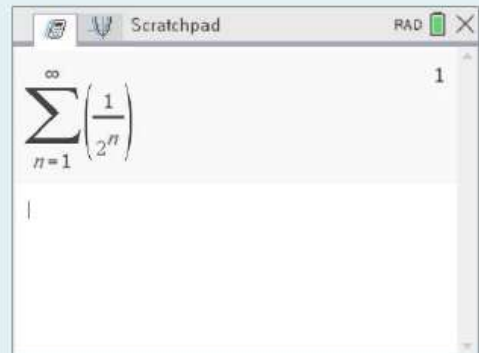 Scratchpad RAD
∞
∑ (1/2ⁿ) 1
n=1